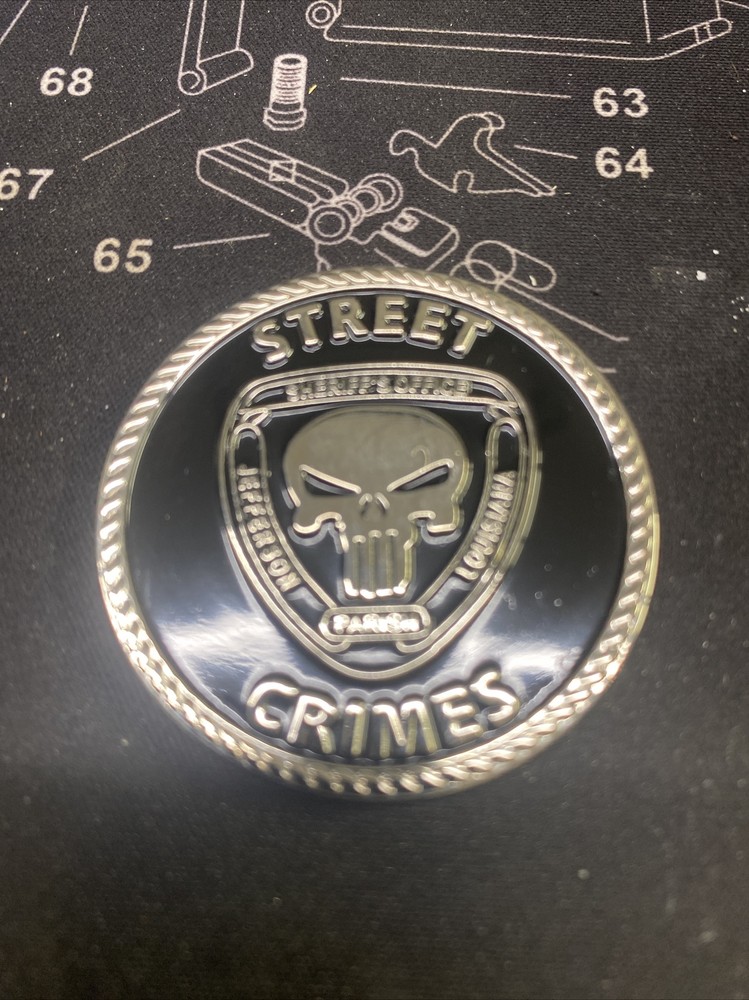 68
63
64
67
65
STREET
SHERIFF'S OFFICE
JEFFERSON
LOUISIANA
PARISH
CRIMES